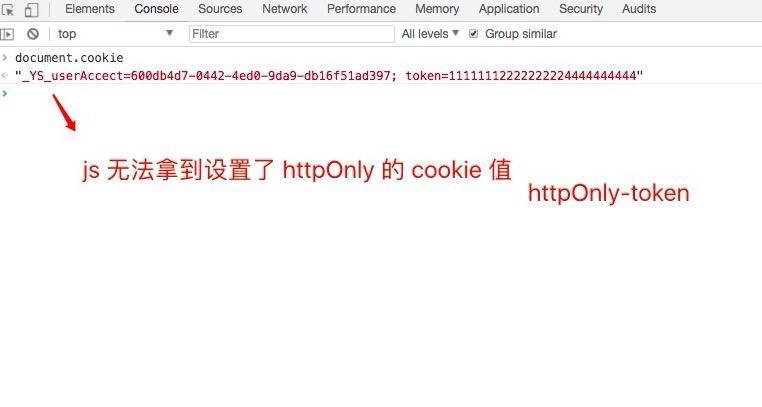 Elements Console Sources Network Performance Memory Application Security Audits
top Filter All levels Group similar
document.cookie
"_YS_userAccect=600db4d7-0442-4ed0-9da9-db16f51ad397; token=11111112222222224444444444"
js 无法拿到设置了 httpOnly 的 cookie 值
httpOnly-token